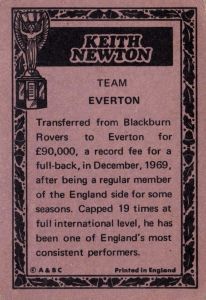 KEITH
NEWTON
TEAM
EVERTON
Transferred from Blackburn
Rovers to Everton for
£90,000, a record fee for a
full-back, in December, 1969,
after being a regular member
of the England side for some
seasons. Capped 19 times at
full international level, he has
been one of England's most
consistent performers.
© A & BC Printed in England